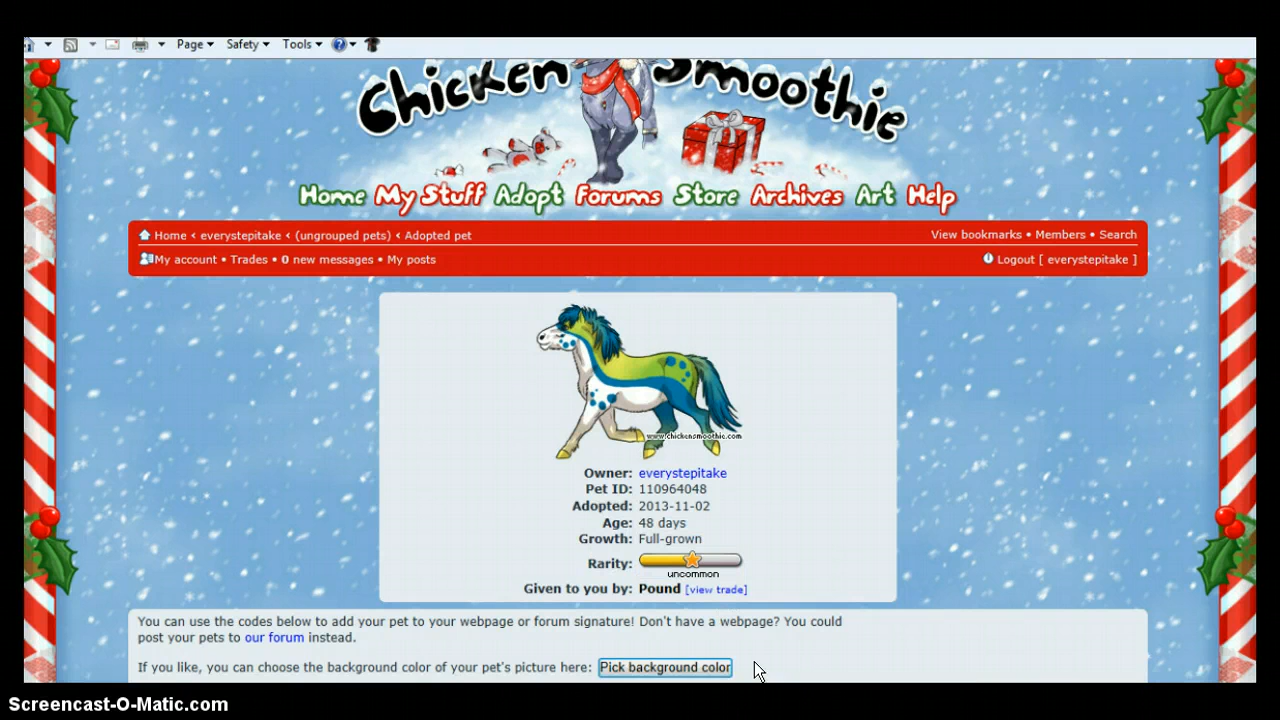 Page Safety Tools
Chicken Smoothie
Home My Stuff Adopt Forums Store Archives Art Help
Home ‹ everystepitake ‹ (ungrouped pets) ‹ Adopted pet
View bookmarks • Members • Search
My account • Trades • 0 new messages • My posts
Logout [ everystepitake ]
www.chickensmoothie.com
Owner: everystepitake
Pet ID: 110964048
Adopted: 2013-11-02
Age: 48 days
Growth: Full-grown
Rarity:
uncommon
Given to you by: Pound [view trade]
You can use the codes below to add your pet to your webpage or forum signature! Don't have a webpage? You could
post your pets to our forum instead.
If you like, you can choose the background color of your pet's picture here: Pick background color
Screencast-O-Matic.com